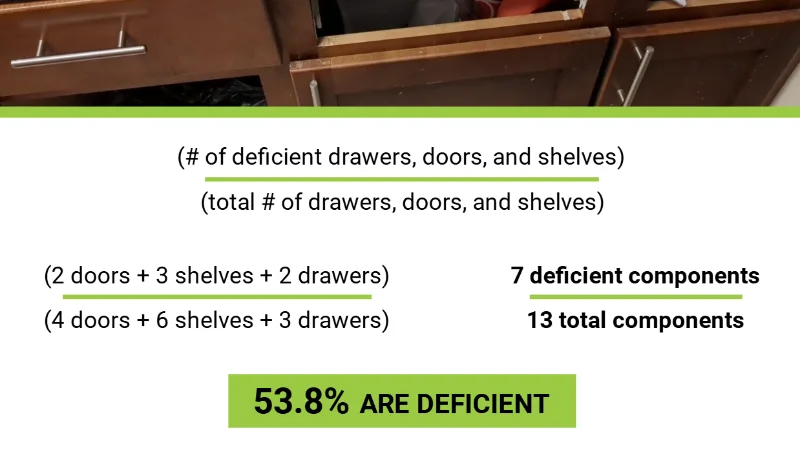 (# of deficient drawers, doors, and shelves)
(total # of drawers, doors, and shelves)
(2 doors + 3 shelves + 2 drawers)
(4 doors + 6 shelves + 3 drawers)
7 deficient components
13 total components
53.8% ARE DEFICIENT